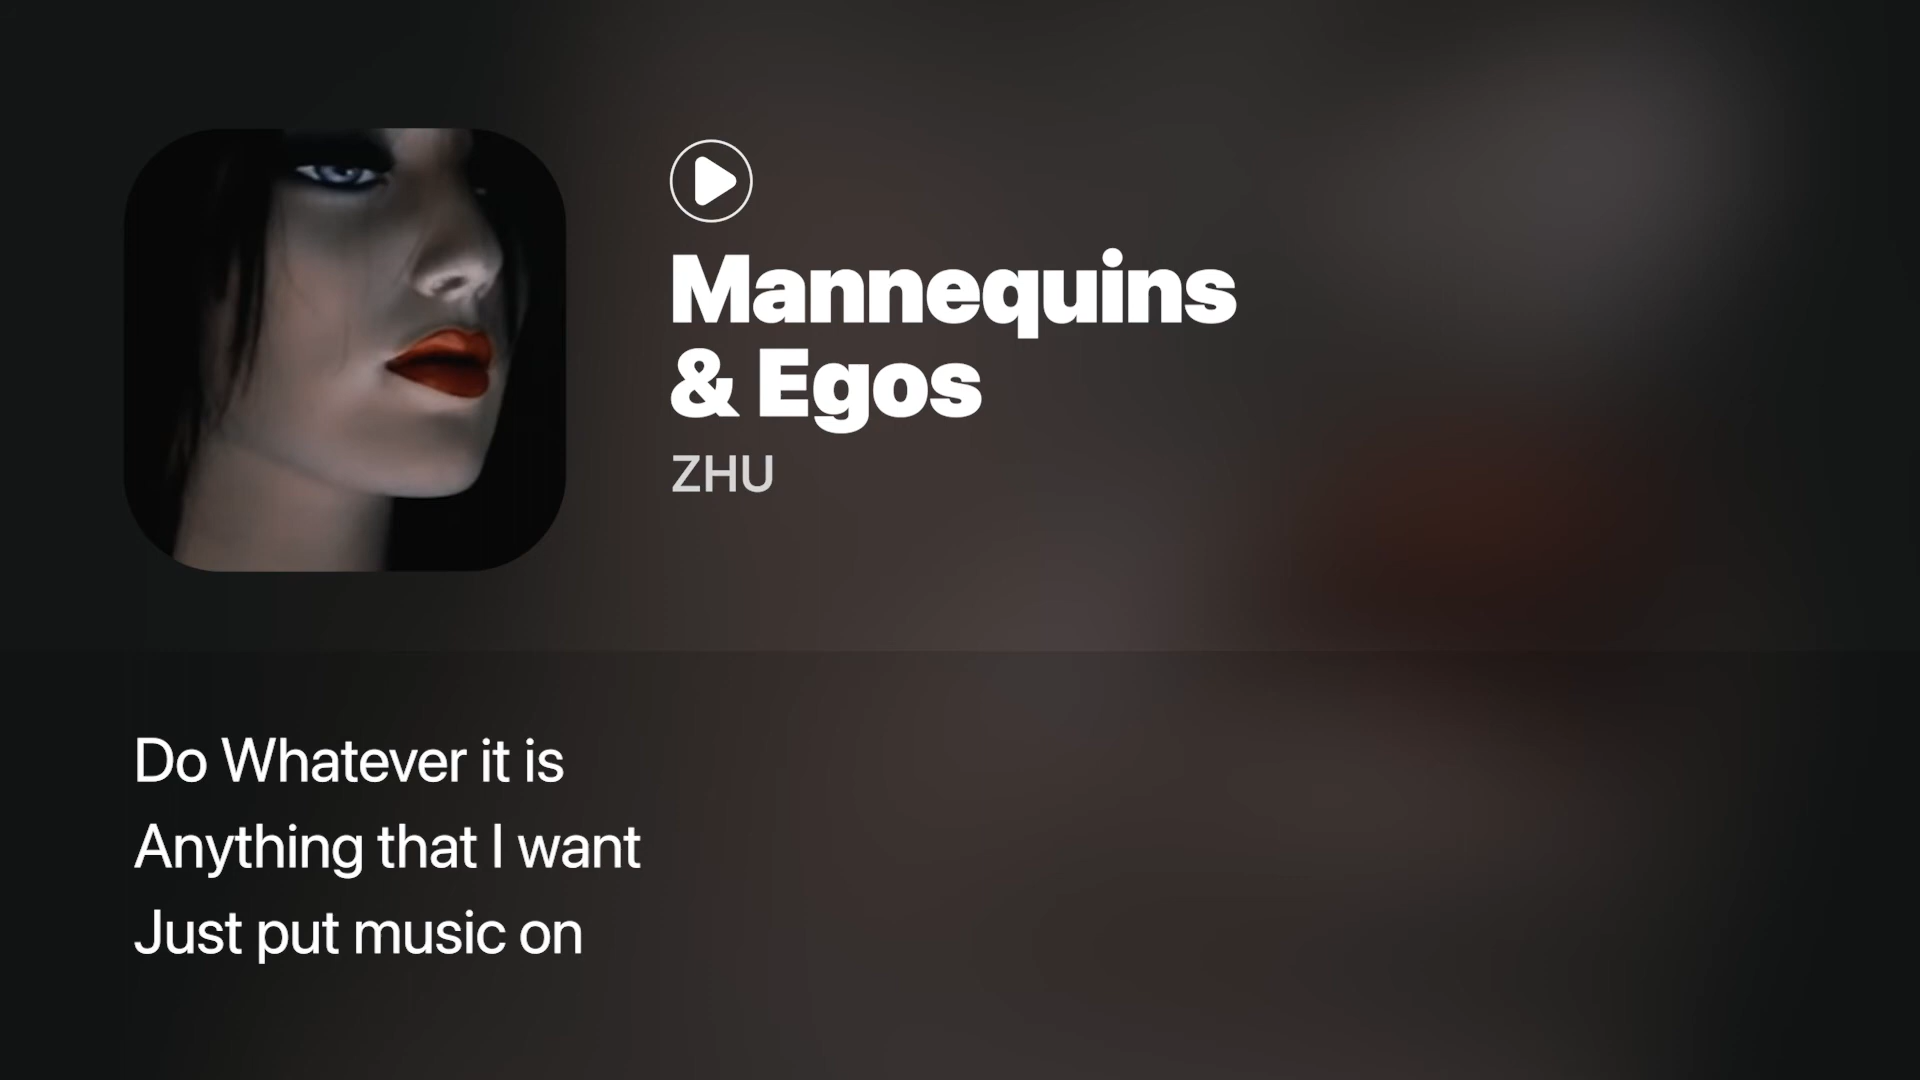 Mannequins
& Egos
ZHU
Do Whatever it is
Anything that I want
Just put music on